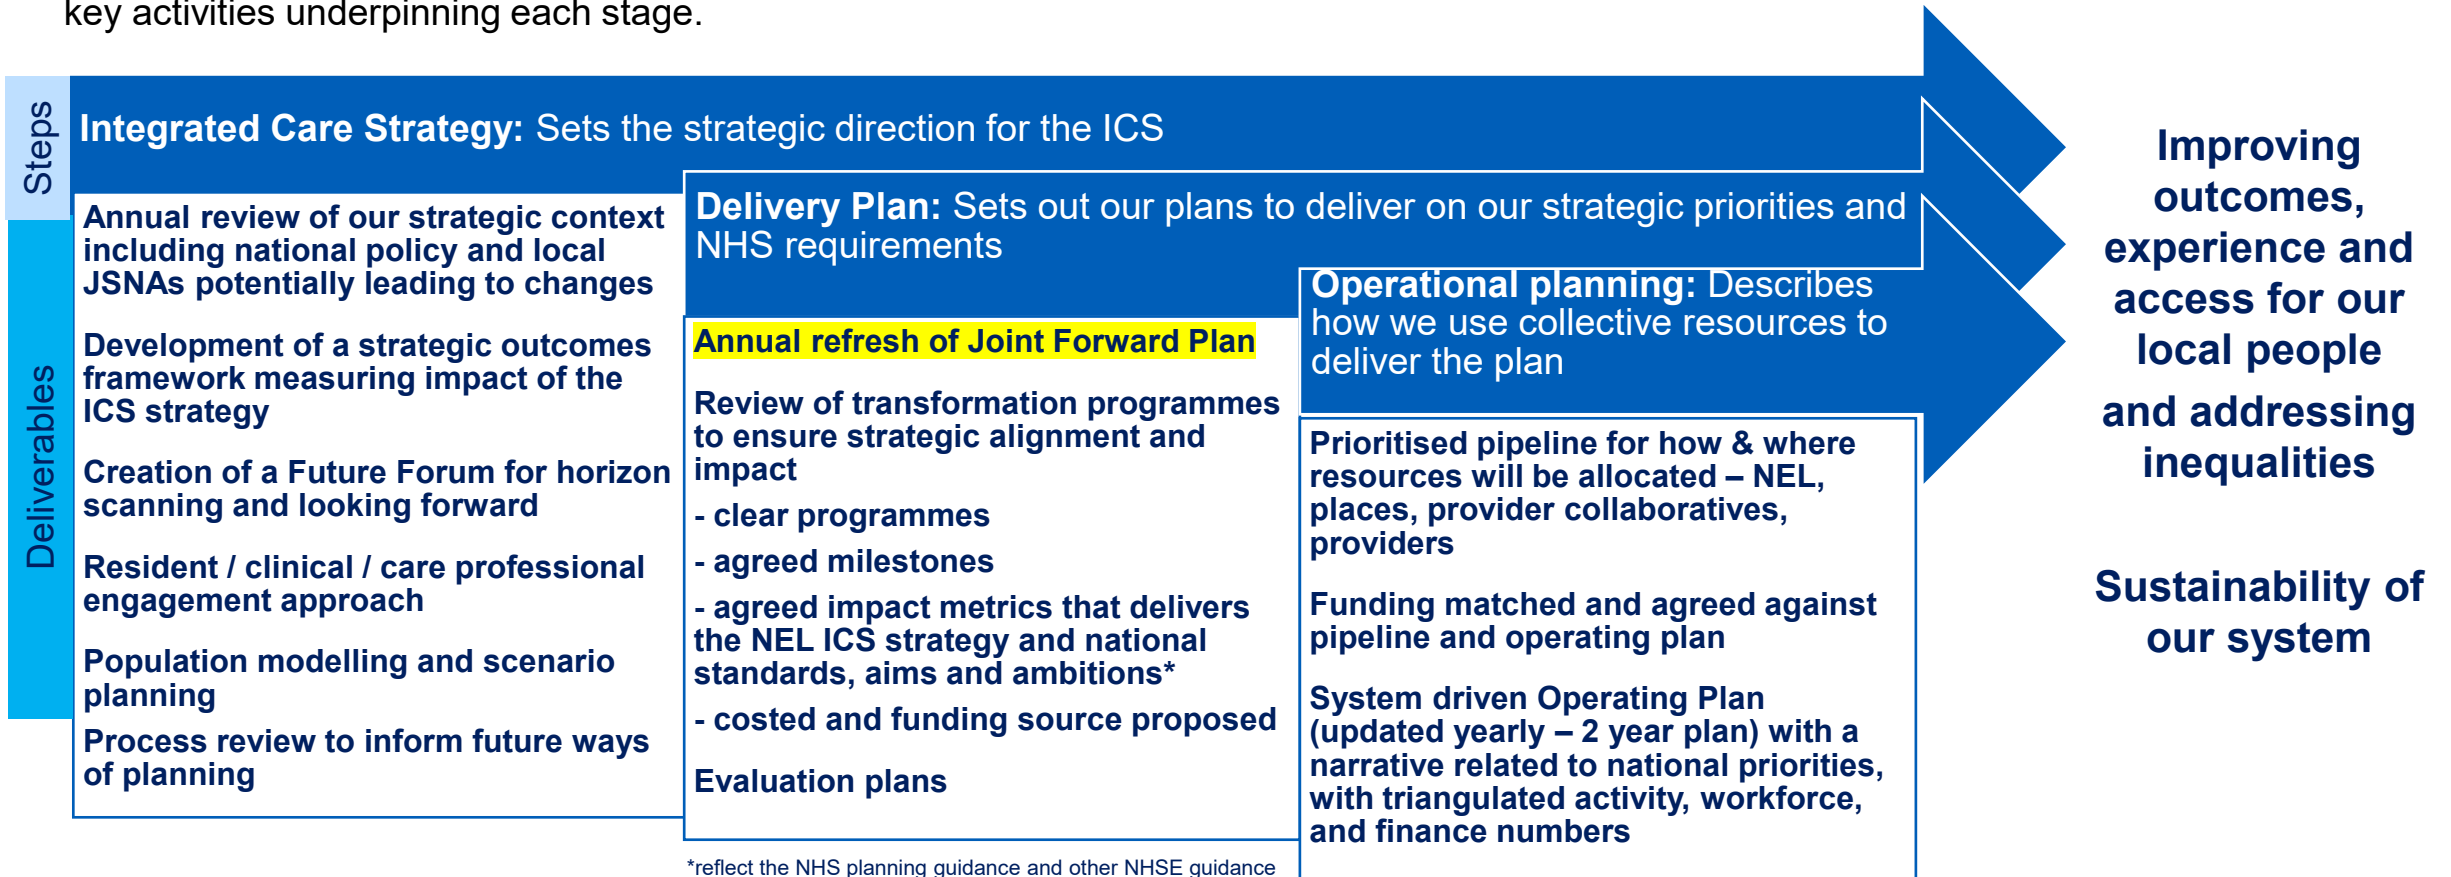 key activities underpinning each stage.
Steps
Integrated Care Strategy: Sets the strategic direction for the ICS
Deliverables
Annual review of our strategic context
including national policy and local
JSNAs potentially leading to changes
Development of a strategic outcomes
framework measuring impact of the
ICS strategy
Creation of a Future Forum for horizon
scanning and looking forward
Resident / clinical / care professional
engagement approach
Population modelling and scenario
planning
Process review to inform future ways
of planning
Delivery Plan: Sets out our plans to deliver on our strategic priorities and
NHS requirements
Annual refresh of Joint Forward Plan
Review of transformation programmes
to ensure strategic alignment and
impact
- clear programmes
- agreed milestones
- agreed impact metrics that delivers
the NEL ICS strategy and national
standards, aims and ambitions*
- costed and funding source proposed
Evaluation plans
*reflect the NHS planning guidance and other NHSE guidance
Operational planning: Describes
how we use collective resources to
deliver the plan
Prioritised pipeline for how & where
resources will be allocated – NEL,
places, provider collaboratives,
providers
Funding matched and agreed against
pipeline and operating plan
System driven Operating Plan
(updated yearly – 2 year plan) with a
narrative related to national priorities,
with triangulated activity, workforce,
and finance numbers
Improving
outcomes,
experience and
access for our
local people
and addressing
inequalities
Sustainability of
our system